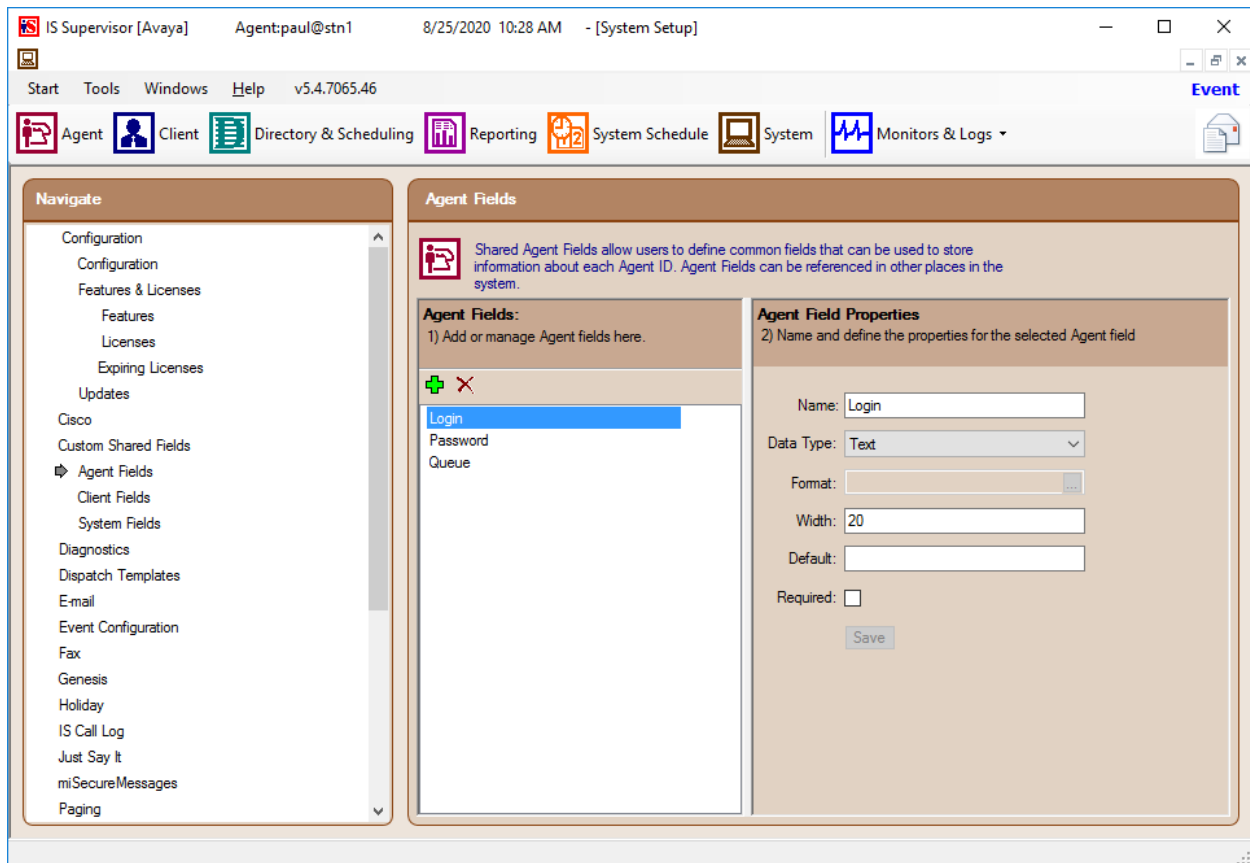 IS Supervisor [Avaya] Agent:paul@stn1 8/25/2020 10:28 AM - [System Setup]
Start Tools Windows Help v5.4.7065.46 Event
Agent Client Directory & Scheduling Reporting System Schedule System Monitors & Logs
Navigate
Configuration
Configuration
Features & Licenses
Features
Licenses
Expiring Licenses
Updates
Cisco
Custom Shared Fields
Agent Fields
Client Fields
System Fields
Diagnostics
Dispatch Templates
E-mail
Event Configuration
Fax
Genesis
Holiday
IS Call Log
Just Say It
miSecureMessages
Paging
Agent Fields
Shared Agent Fields allow users to define common fields that can be used to store
information about each Agent ID. Agent Fields can be referenced in other places in the
system.
Agent Fields:
1) Add or manage Agent fields here.
Login
Password
Queue
Agent Field Properties
2) Name and define the properties for the selected Agent field
Name: Login
Data Type: Text
Format: ...
Width: 20
Default:
Required:
Save